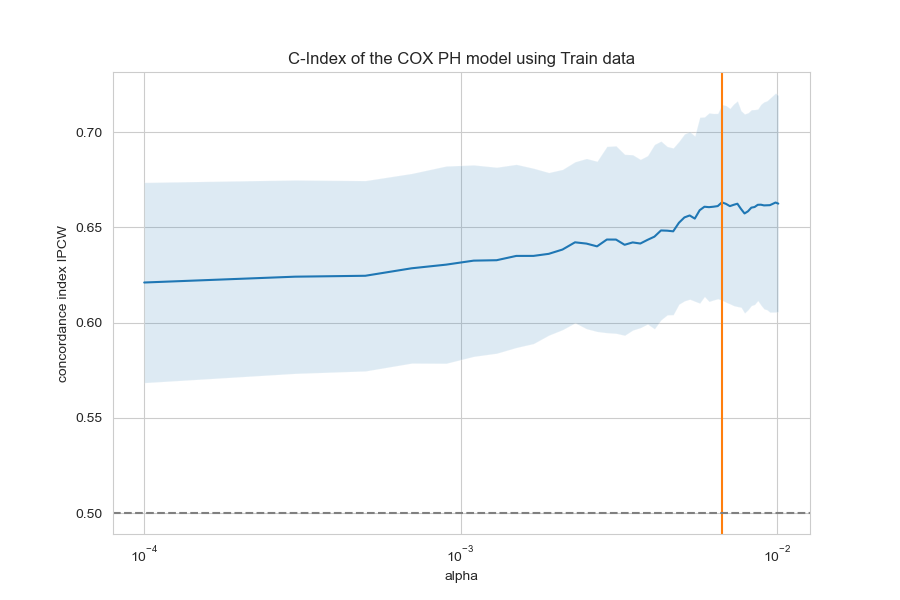 C-Index of the COX PH model using Train data
concordance index IPCW
0.70
0.65
0.60
0.55
0.50
10⁻⁴
10⁻³
10⁻²
alpha